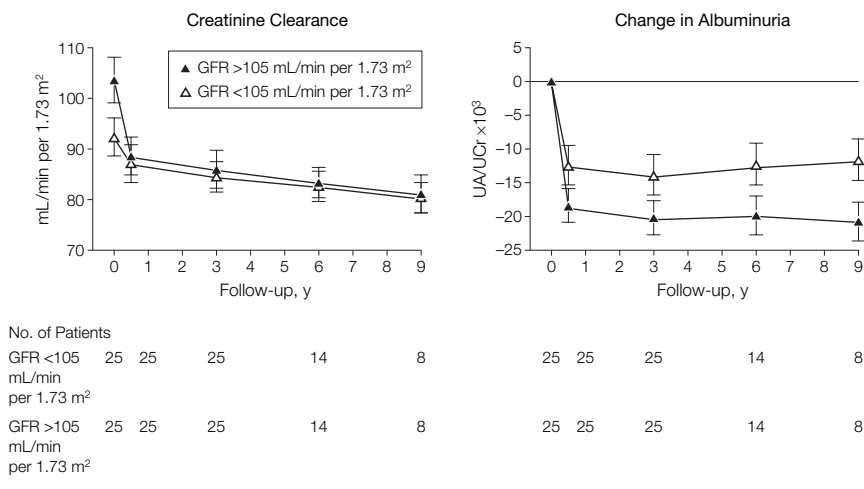 Creatinine Clearance
110
100
90
80
70
mL/min per 1.73 m²
▲ GFR >105 mL/min per 1.73 m²
△ GFR <105 mL/min per 1.73 m²
0 1 2 3 4 5 6 7 8 9
Follow-up, y
Change in Albuminuria
5
0
−5
−10
−15
−20
−25
UA/UCr ×10³
0 1 2 3 4 5 6 7 8 9
Follow-up, y
No. of Patients
GFR <105 25 25 25 14 8 25 25 25 14 8
mL/min
per 1.73 m²
GFR >105 25 25 25 14 8 25 25 25 14 8
mL/min
per 1.73 m²